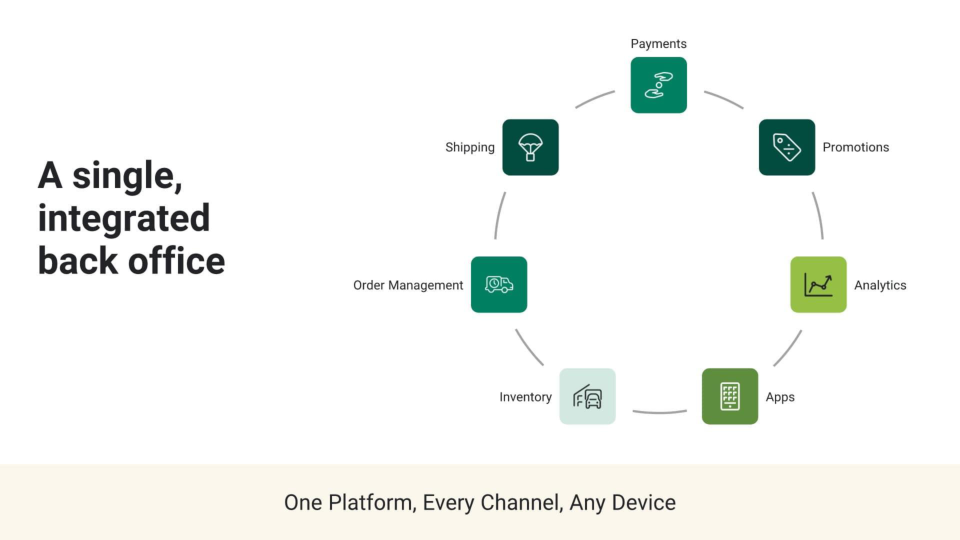 A single,
integrated
back office
Payments
Shipping
Promotions
Order Management
Analytics
Inventory
Apps
One Platform, Every Channel, Any Device